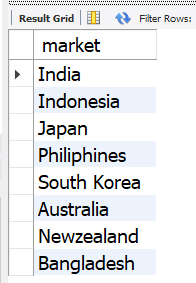 Result Grid Filter Rows:
market
India
Indonesia
Japan
Philiphines
South Korea
Australia
Newzealand
Bangladesh